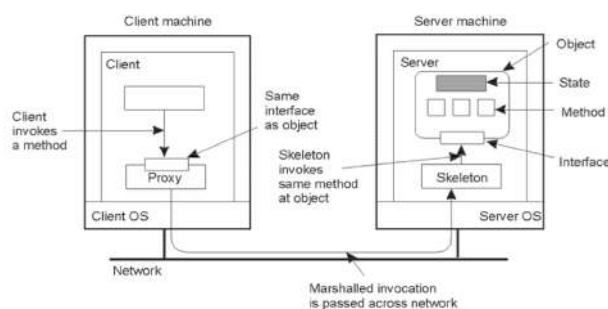 Client machine
Server machine
Object
Client
Server
State
Same
interface
as object
Client
invokes
a method
Method
Skeleton
invokes
same method
at object
Interface
Proxy
Skeleton
Client OS
Server OS
Network
Marshalled invocation
is passed across network